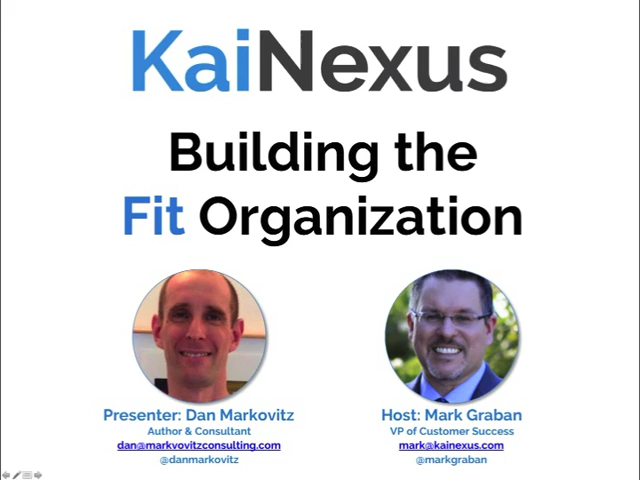 KaiNexus
Building the
Fit Organization
Presenter: Dan Markovitz
Author & Consultant
dan@markvovitzconsulting.com
@danmarkovitz
Host: Mark Graban
VP of Customer Success
mark@kainexus.com
@markgraban